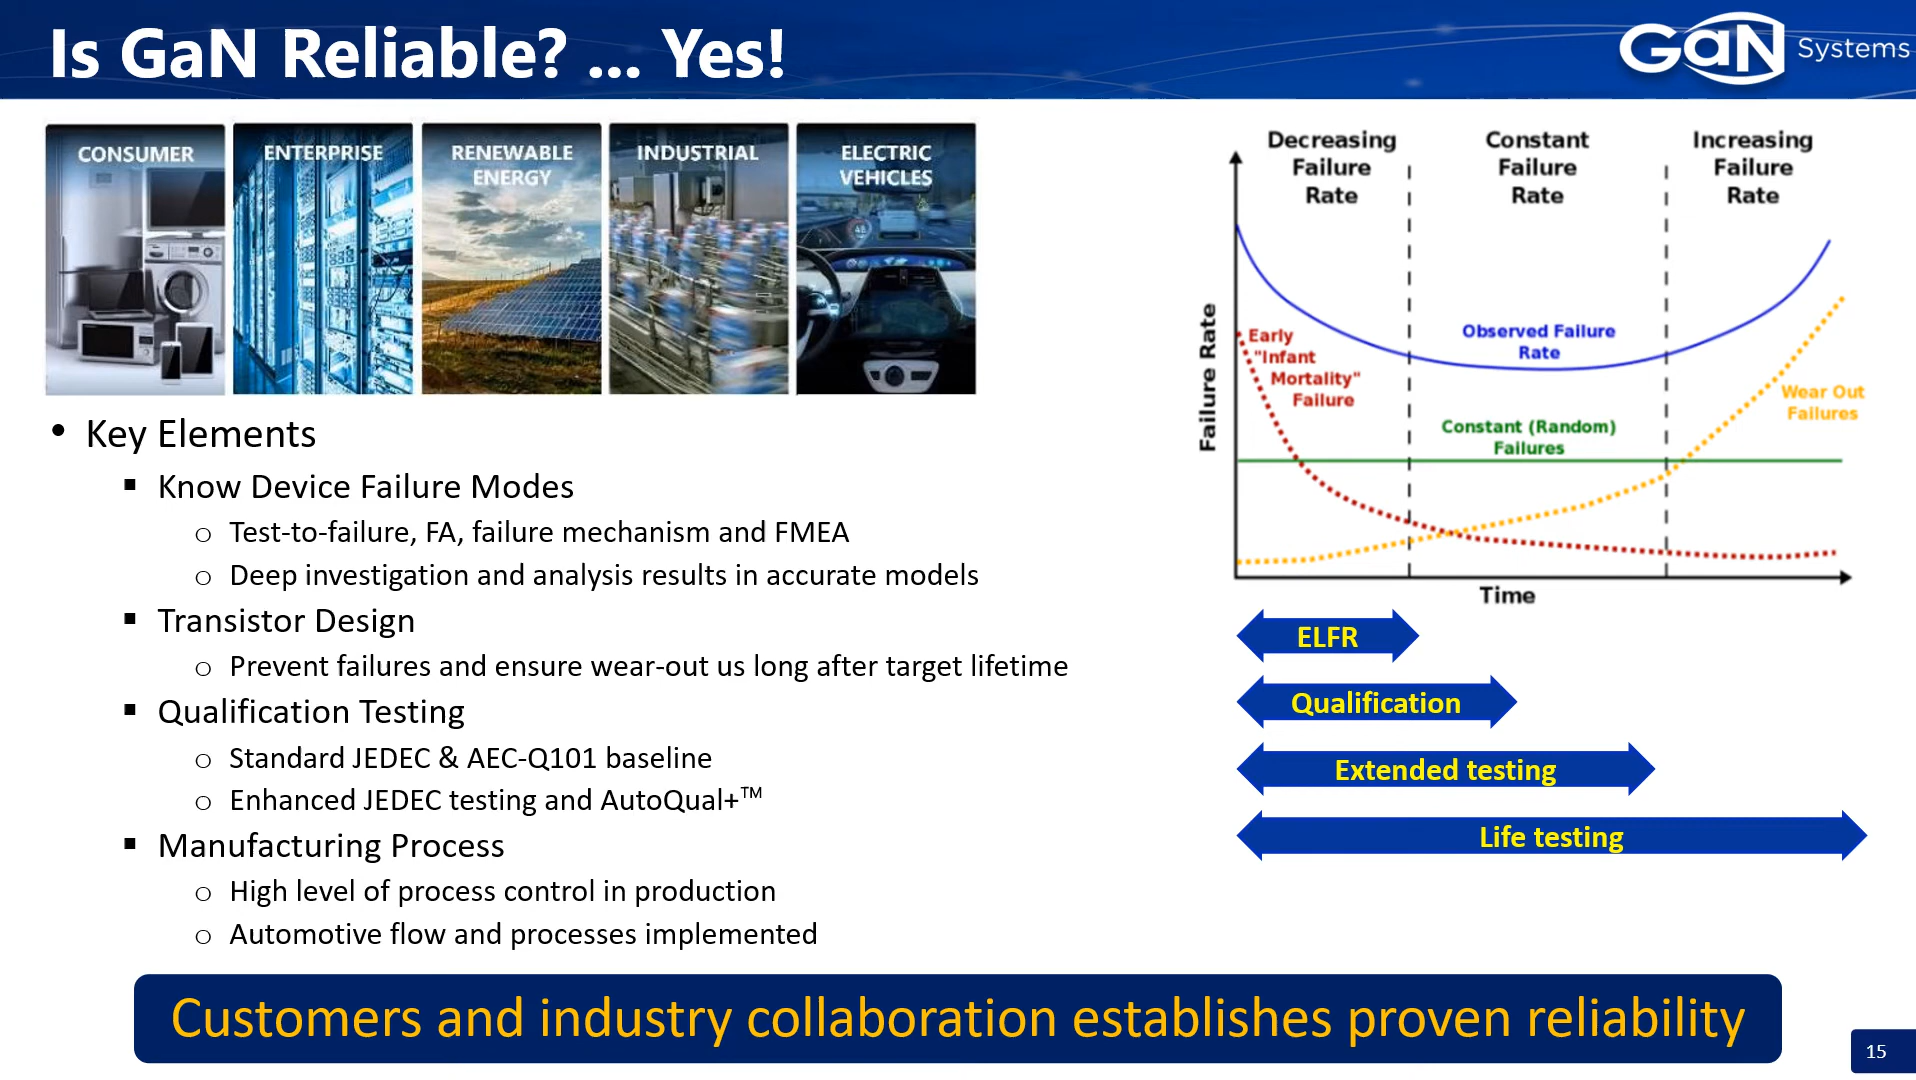 Is GaN Reliable? ... Yes!
GaN Systems
CONSUMER
ENTERPRISE
RENEWABLE
ENERGY
INDUSTRIAL
ELECTRIC
VEHICLES
• Key Elements
▪ Know Device Failure Modes
o Test-to-failure, FA, failure mechanism and FMEA
o Deep investigation and analysis results in accurate models
▪ Transistor Design
o Prevent failures and ensure wear-out us long after target lifetime
▪ Qualification Testing
o Standard JEDEC & AEC-Q101 baseline
o Enhanced JEDEC testing and AutoQual+™
▪ Manufacturing Process
o High level of process control in production
o Automotive flow and processes implemented
Decreasing
Failure
Rate
Constant
Failure
Rate
Increasing
Failure
Rate
Failure Rate
Early
"Infant
Mortality"
Failure
Observed Failure
Rate
Constant (Random)
Failures
Wear Out
Failures
Time
ELFR
Qualification
Extended testing
Life testing
Customers and industry collaboration establishes proven reliability
15